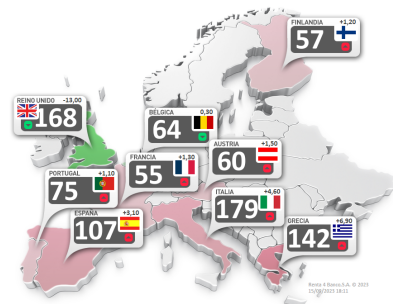 FINLANDIA +1,20
57
REINO UNIDO -13,00
168
BÉLGICA 0,30
64
AUSTRIA +1,50
60
FRANCIA +1,30
55
PORTUGAL +1,10
75
ITALIA +4,60
179
ESPAÑA +3,10
107
GRECIA +6,90
142
Renta 4 Banco,S.A. © 2023